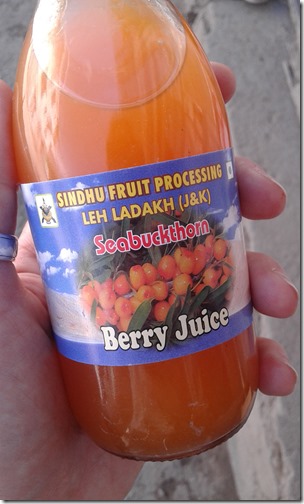 SINDHU FRUIT PROCESSING
LEH LADAKH (J&K)
Seabuckthorn
Berry Juice